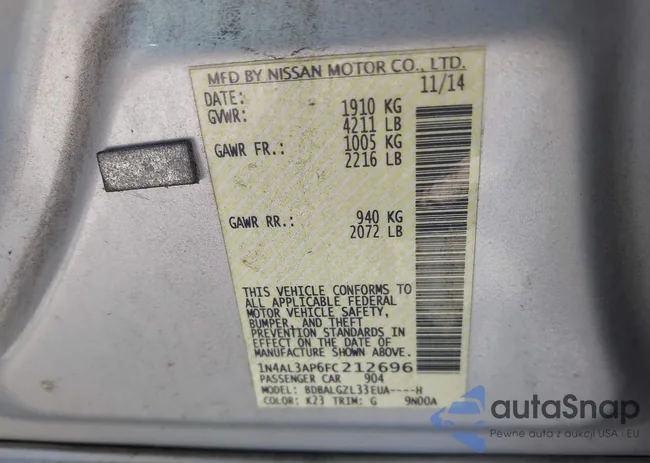 MFD BY NISSAN MOTOR CO., LTD.
DATE: 11/14
GVWR: 1910 KG
4211 LB
GAWR FR.: 1005 KG
2216 LB
GAWR RR.: 940 KG
2072 LB
THIS VEHICLE CONFORMS TO
ALL APPLICABLE FEDERAL
MOTOR VEHICLE SAFETY,
BUMPER, AND THEFT
PREVENTION STANDARDS IN
EFFECT ON THE DATE OF
MANUFACTURE SHOWN ABOVE.
1N4AL3AP6FC212696
PASSENGER CAR 904
MODEL: BDBALGZL33EUA----H
COLOR: K23 TRIM: G 9N00A
autoSnap
Pewne auto z aukcji USA i EU